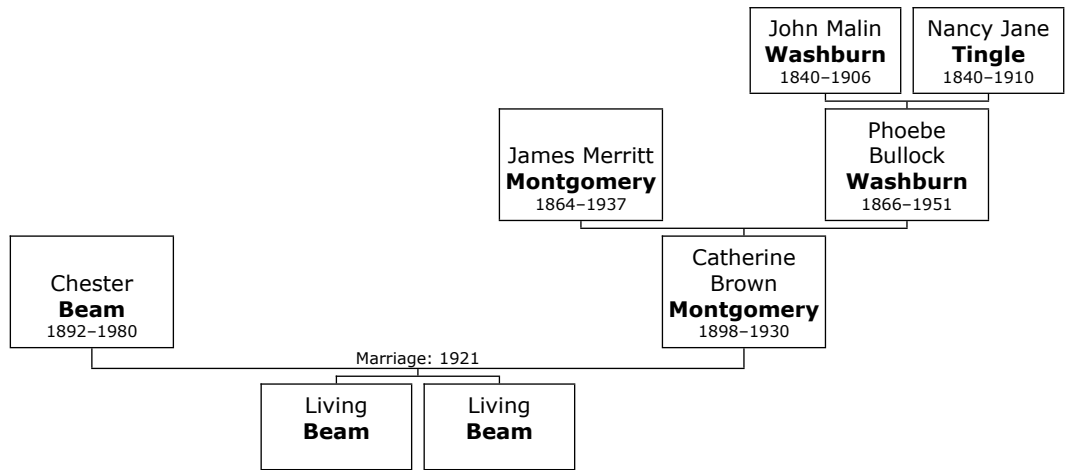 John Malin
Washburn
1840–1906
Nancy Jane
Tingle
1840–1910
James Merritt
Montgomery
1864–1937
Phoebe
Bullock
Washburn
1866–1951
Chester
Beam
1892–1980
Catherine
Brown
Montgomery
1898–1930
Marriage: 1921
Living
Beam
Living
Beam